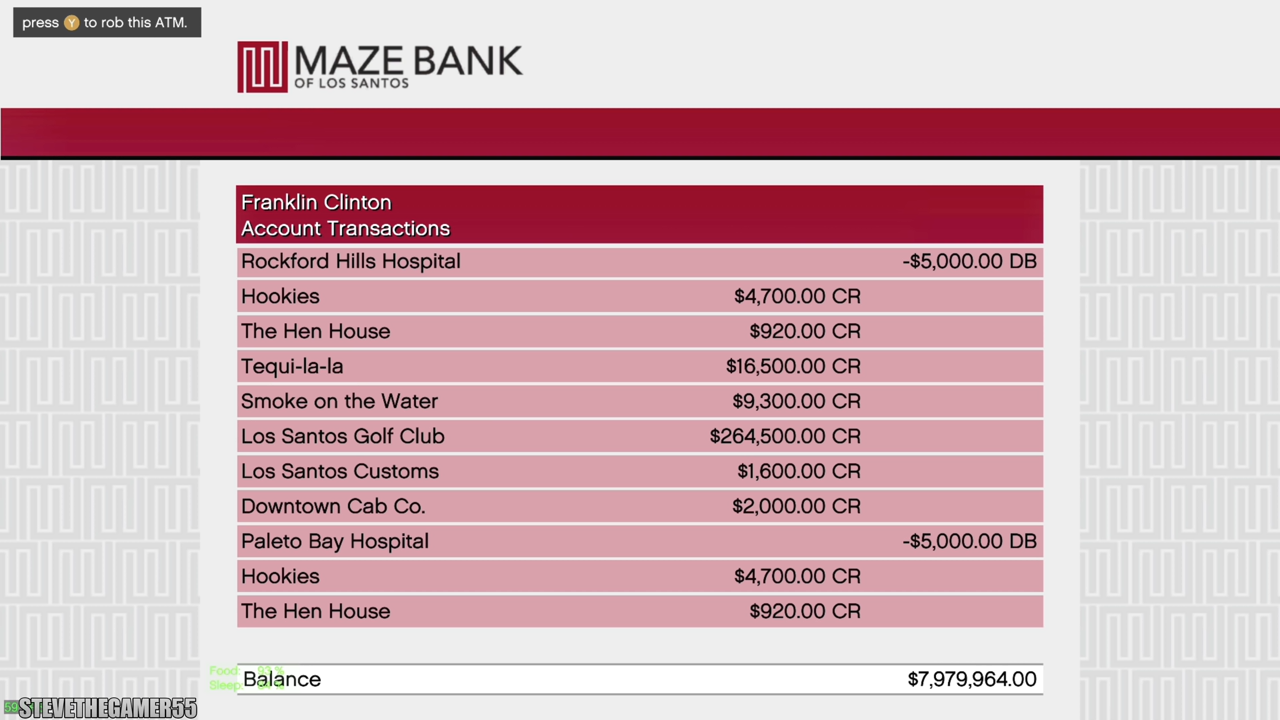 press Y to rob this ATM.
MAZE BANK
OF LOS SANTOS
Franklin Clinton
Account Transactions
Rockford Hills Hospital -$5,000.00 DB
Hookies $4,700.00 CR
The Hen House $920.00 CR
Tequi-la-la $16,500.00 CR
Smoke on the Water $9,300.00 CR
Los Santos Golf Club $264,500.00 CR
Los Santos Customs $1,600.00 CR
Downtown Cab Co. $2,000.00 CR
Paleto Bay Hospital -$5,000.00 DB
Hookies $4,700.00 CR
The Hen House $920.00 CR
Food:
Sleep:
Balance $7,979,964.00
STEVETHEGAMER55